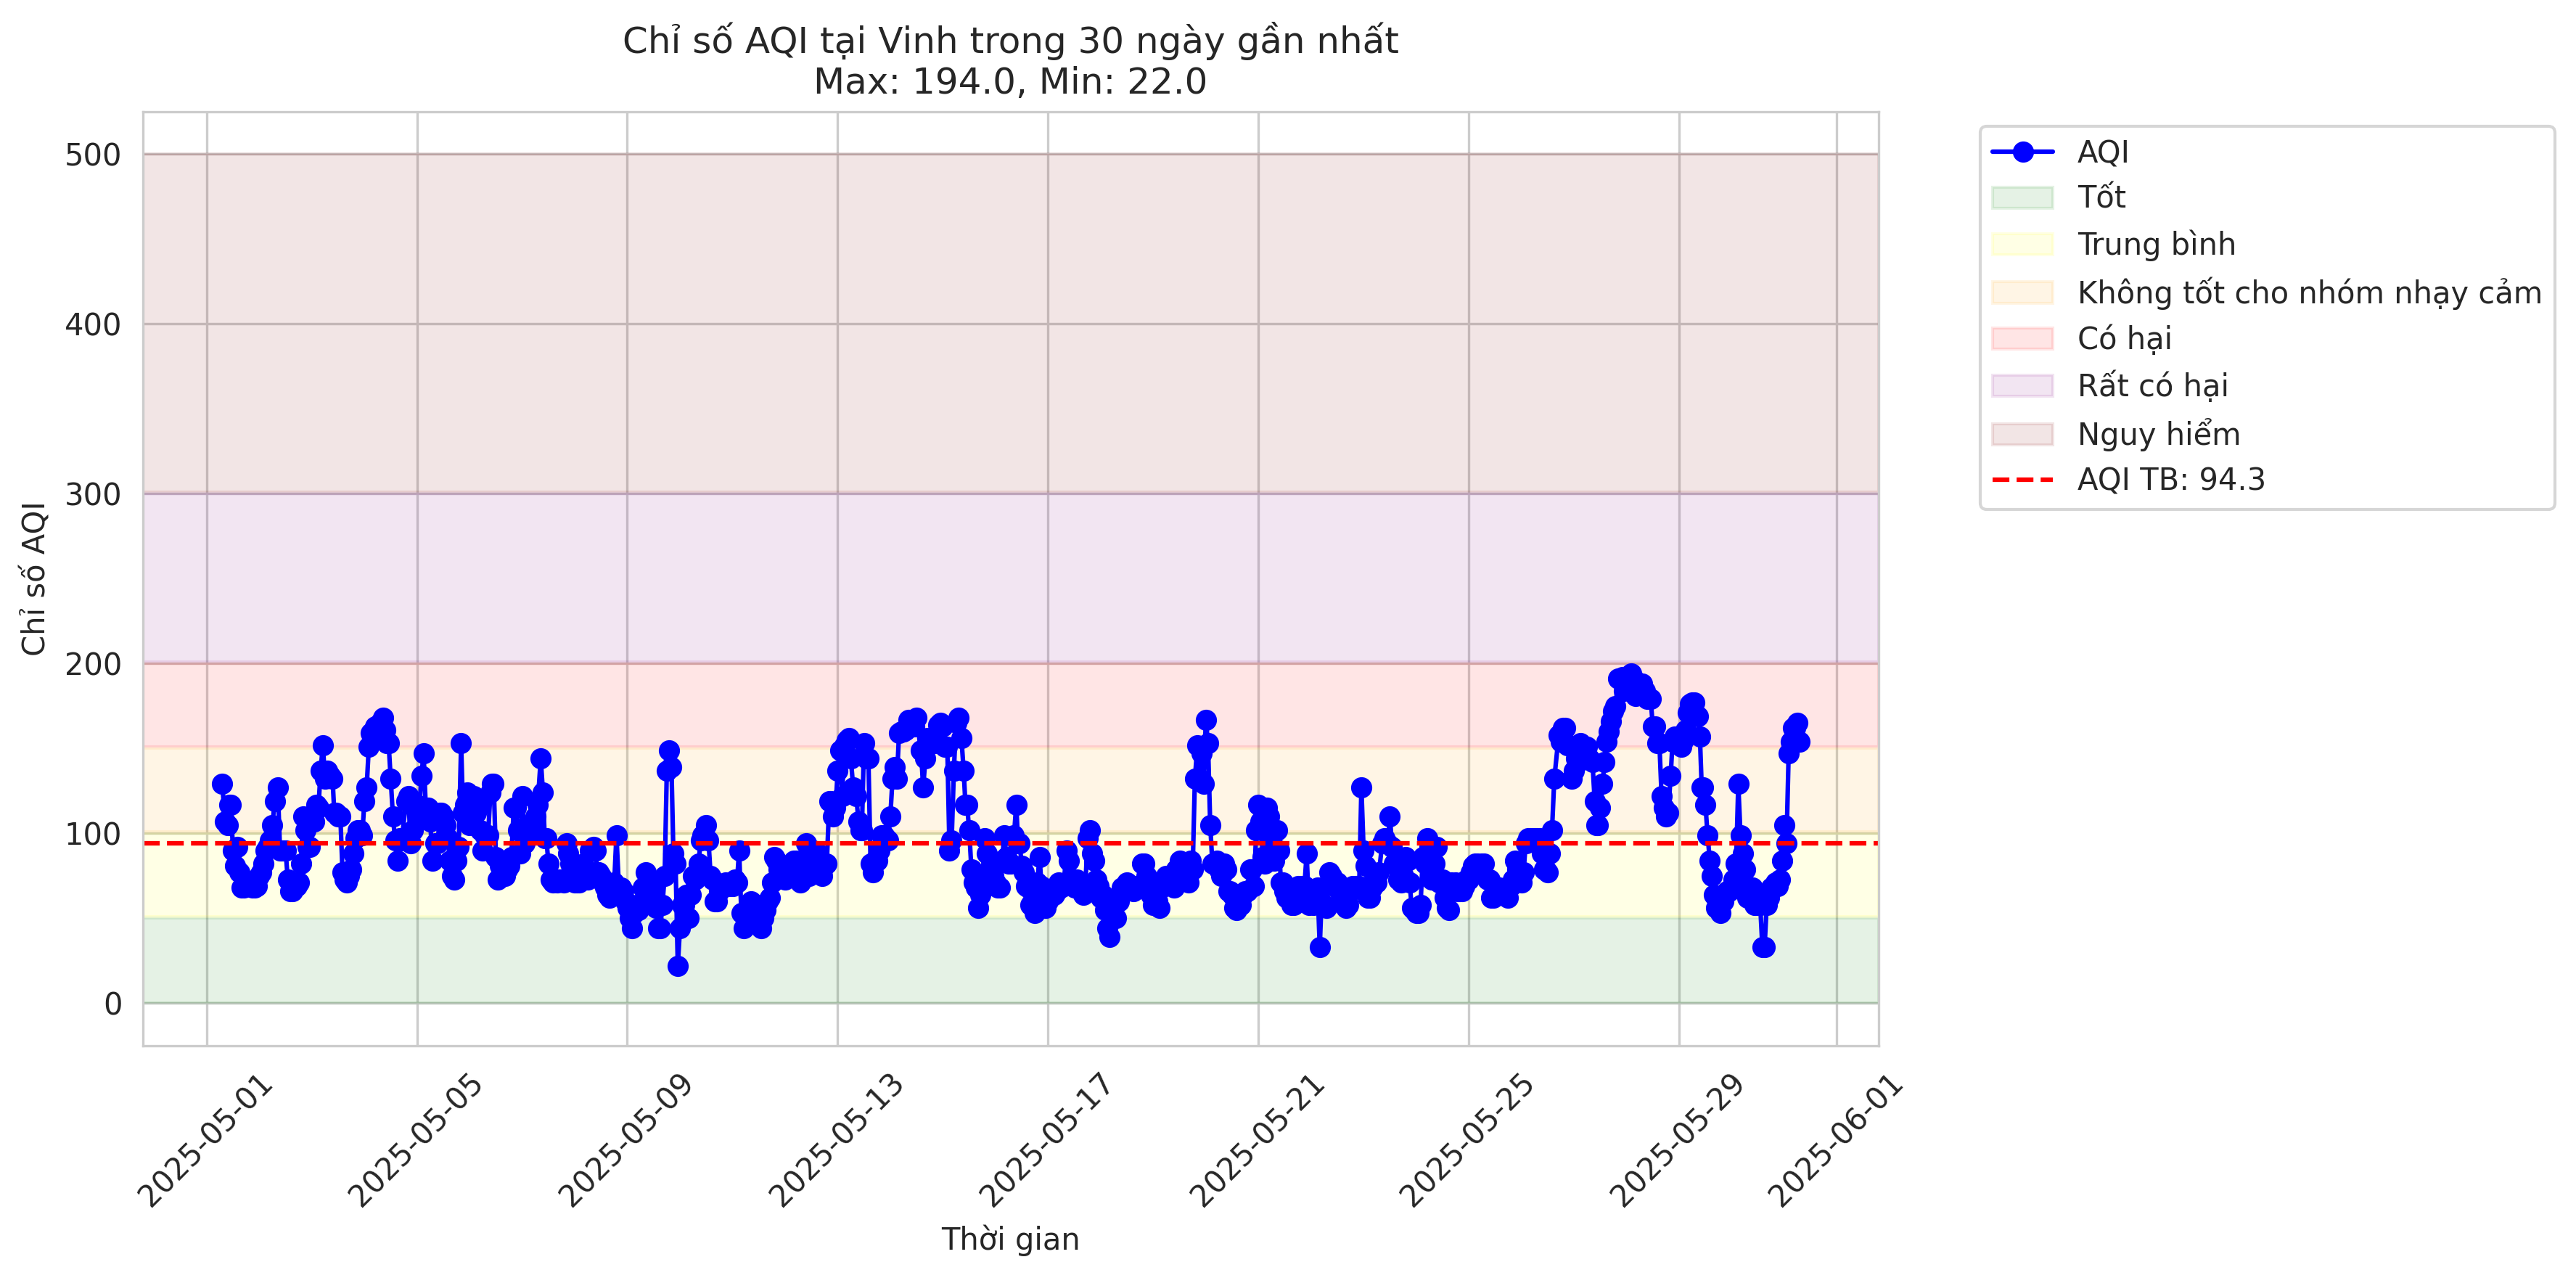 Chỉ số AQI tại Vinh trong 30 ngày gần nhất
Max: 194.0, Min: 22.0
Chỉ số AQI
500
400
300
200
100
0
2025-05-01
2025-05-05
2025-05-09
2025-05-13
2025-05-17
2025-05-21
2025-05-25
2025-05-29
2025-06-01
Thời gian
AQI
Tốt
Trung bình
Không tốt cho nhóm nhạy cảm
Có hại
Rất có hại
Nguy hiểm
AQI TB: 94.3